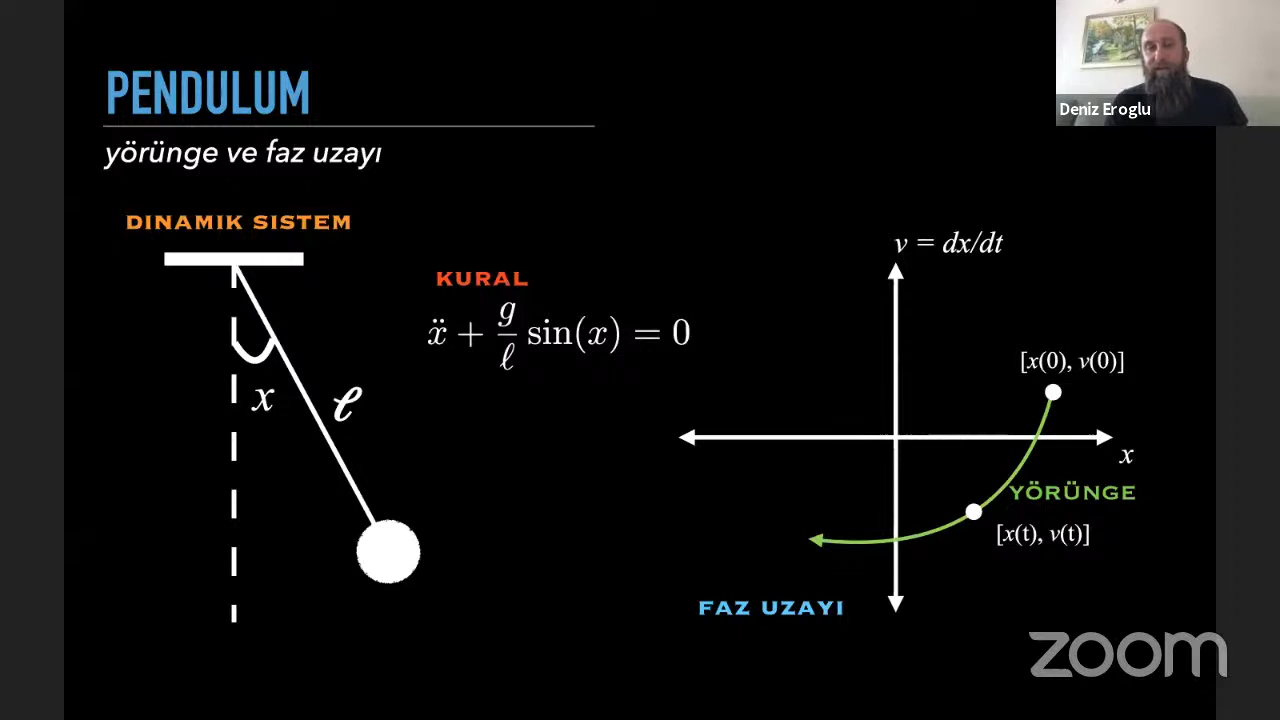 PENDULUM
yörünge ve faz uzayı
DINAMIK SISTEM
KURAL
ẍ + g/ℓ sin(x) = 0
x
ℓ
v = dx/dt
[x(0), v(0)]
x
YÖRÜNGE
[x(t), v(t)]
FAZ UZAYI
Deniz Eroglu
zoom